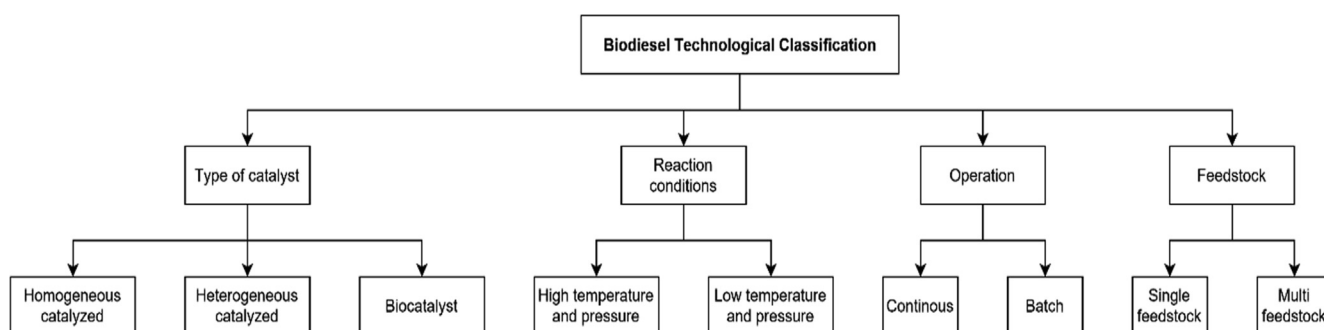 Biodiesel Technological Classification
Type of catalyst
Reaction
conditions
Operation
Feedstock
Homogeneous
catalyzed
Heterogeneous
catalyzed
Biocatalyst
High temperature
and pressure
Low temperature
and pressure
Continous
Batch
Single
feedstock
Multi
feedstock